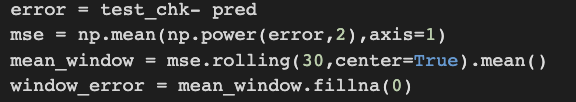 error = test_chk- pred
mse = np.mean(np.power(error,2),axis=1)
mean_window = mse.rolling(30,center=True).mean()
window_error = mean_window.fillna(0)